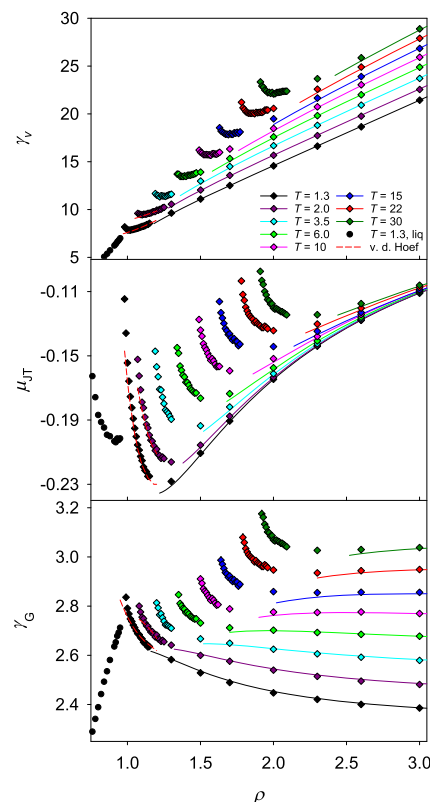 30
25
20
15
10
5
γv
T = 1.3
T = 2.0
T = 3.5
T = 6.0
T = 10
T = 15
T = 22
T = 30
T = 1.3, liq
v. d. Hoef
-0.11
-0.15
-0.19
-0.23
μJT
3.2
3.0
2.8
2.6
2.4
γG
1.0
1.5
2.0
2.5
3.0
ρ